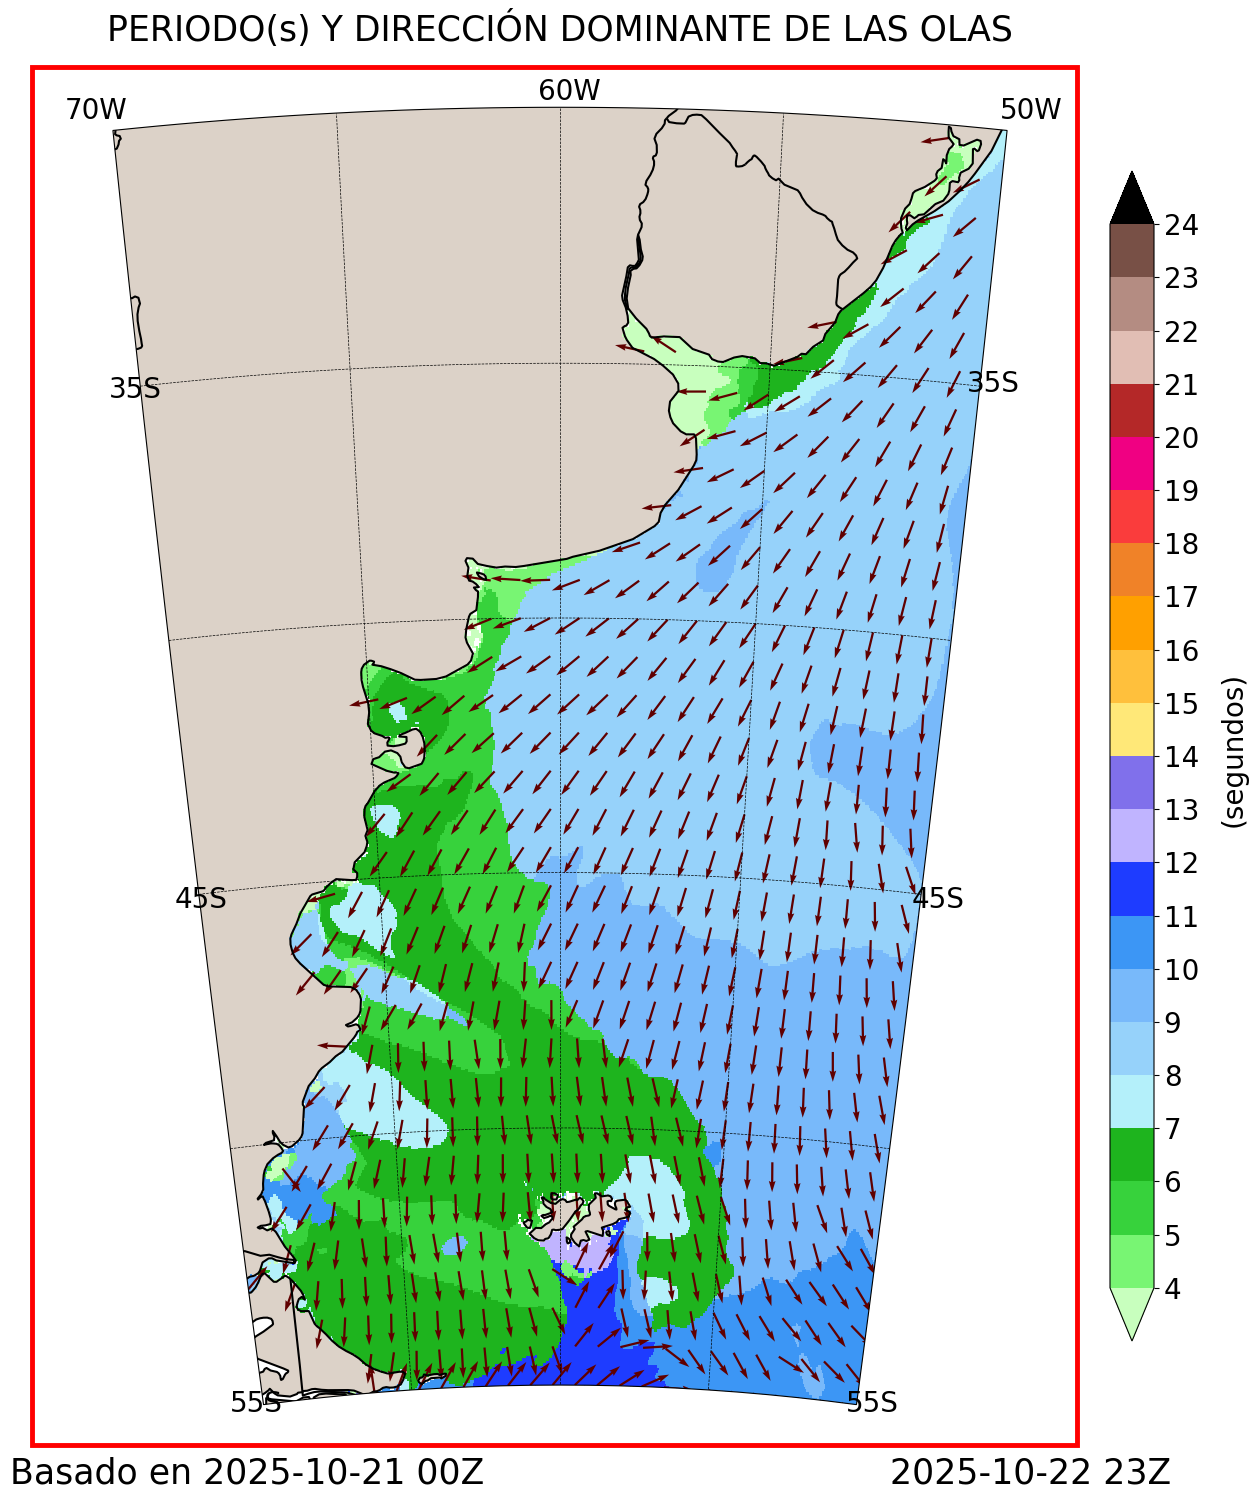 PERIODO(s) Y DIRECCIÓN DOMINANTE DE LAS OLAS
70W
60W
50W
35S
35S
45S
45S
55S
55S
24
23
22
21
20
19
18
17
16
15
14
13
12
11
10
9
8
7
6
5
4
(segundos)
Basado en 2025-10-21 00Z
2025-10-22 23Z